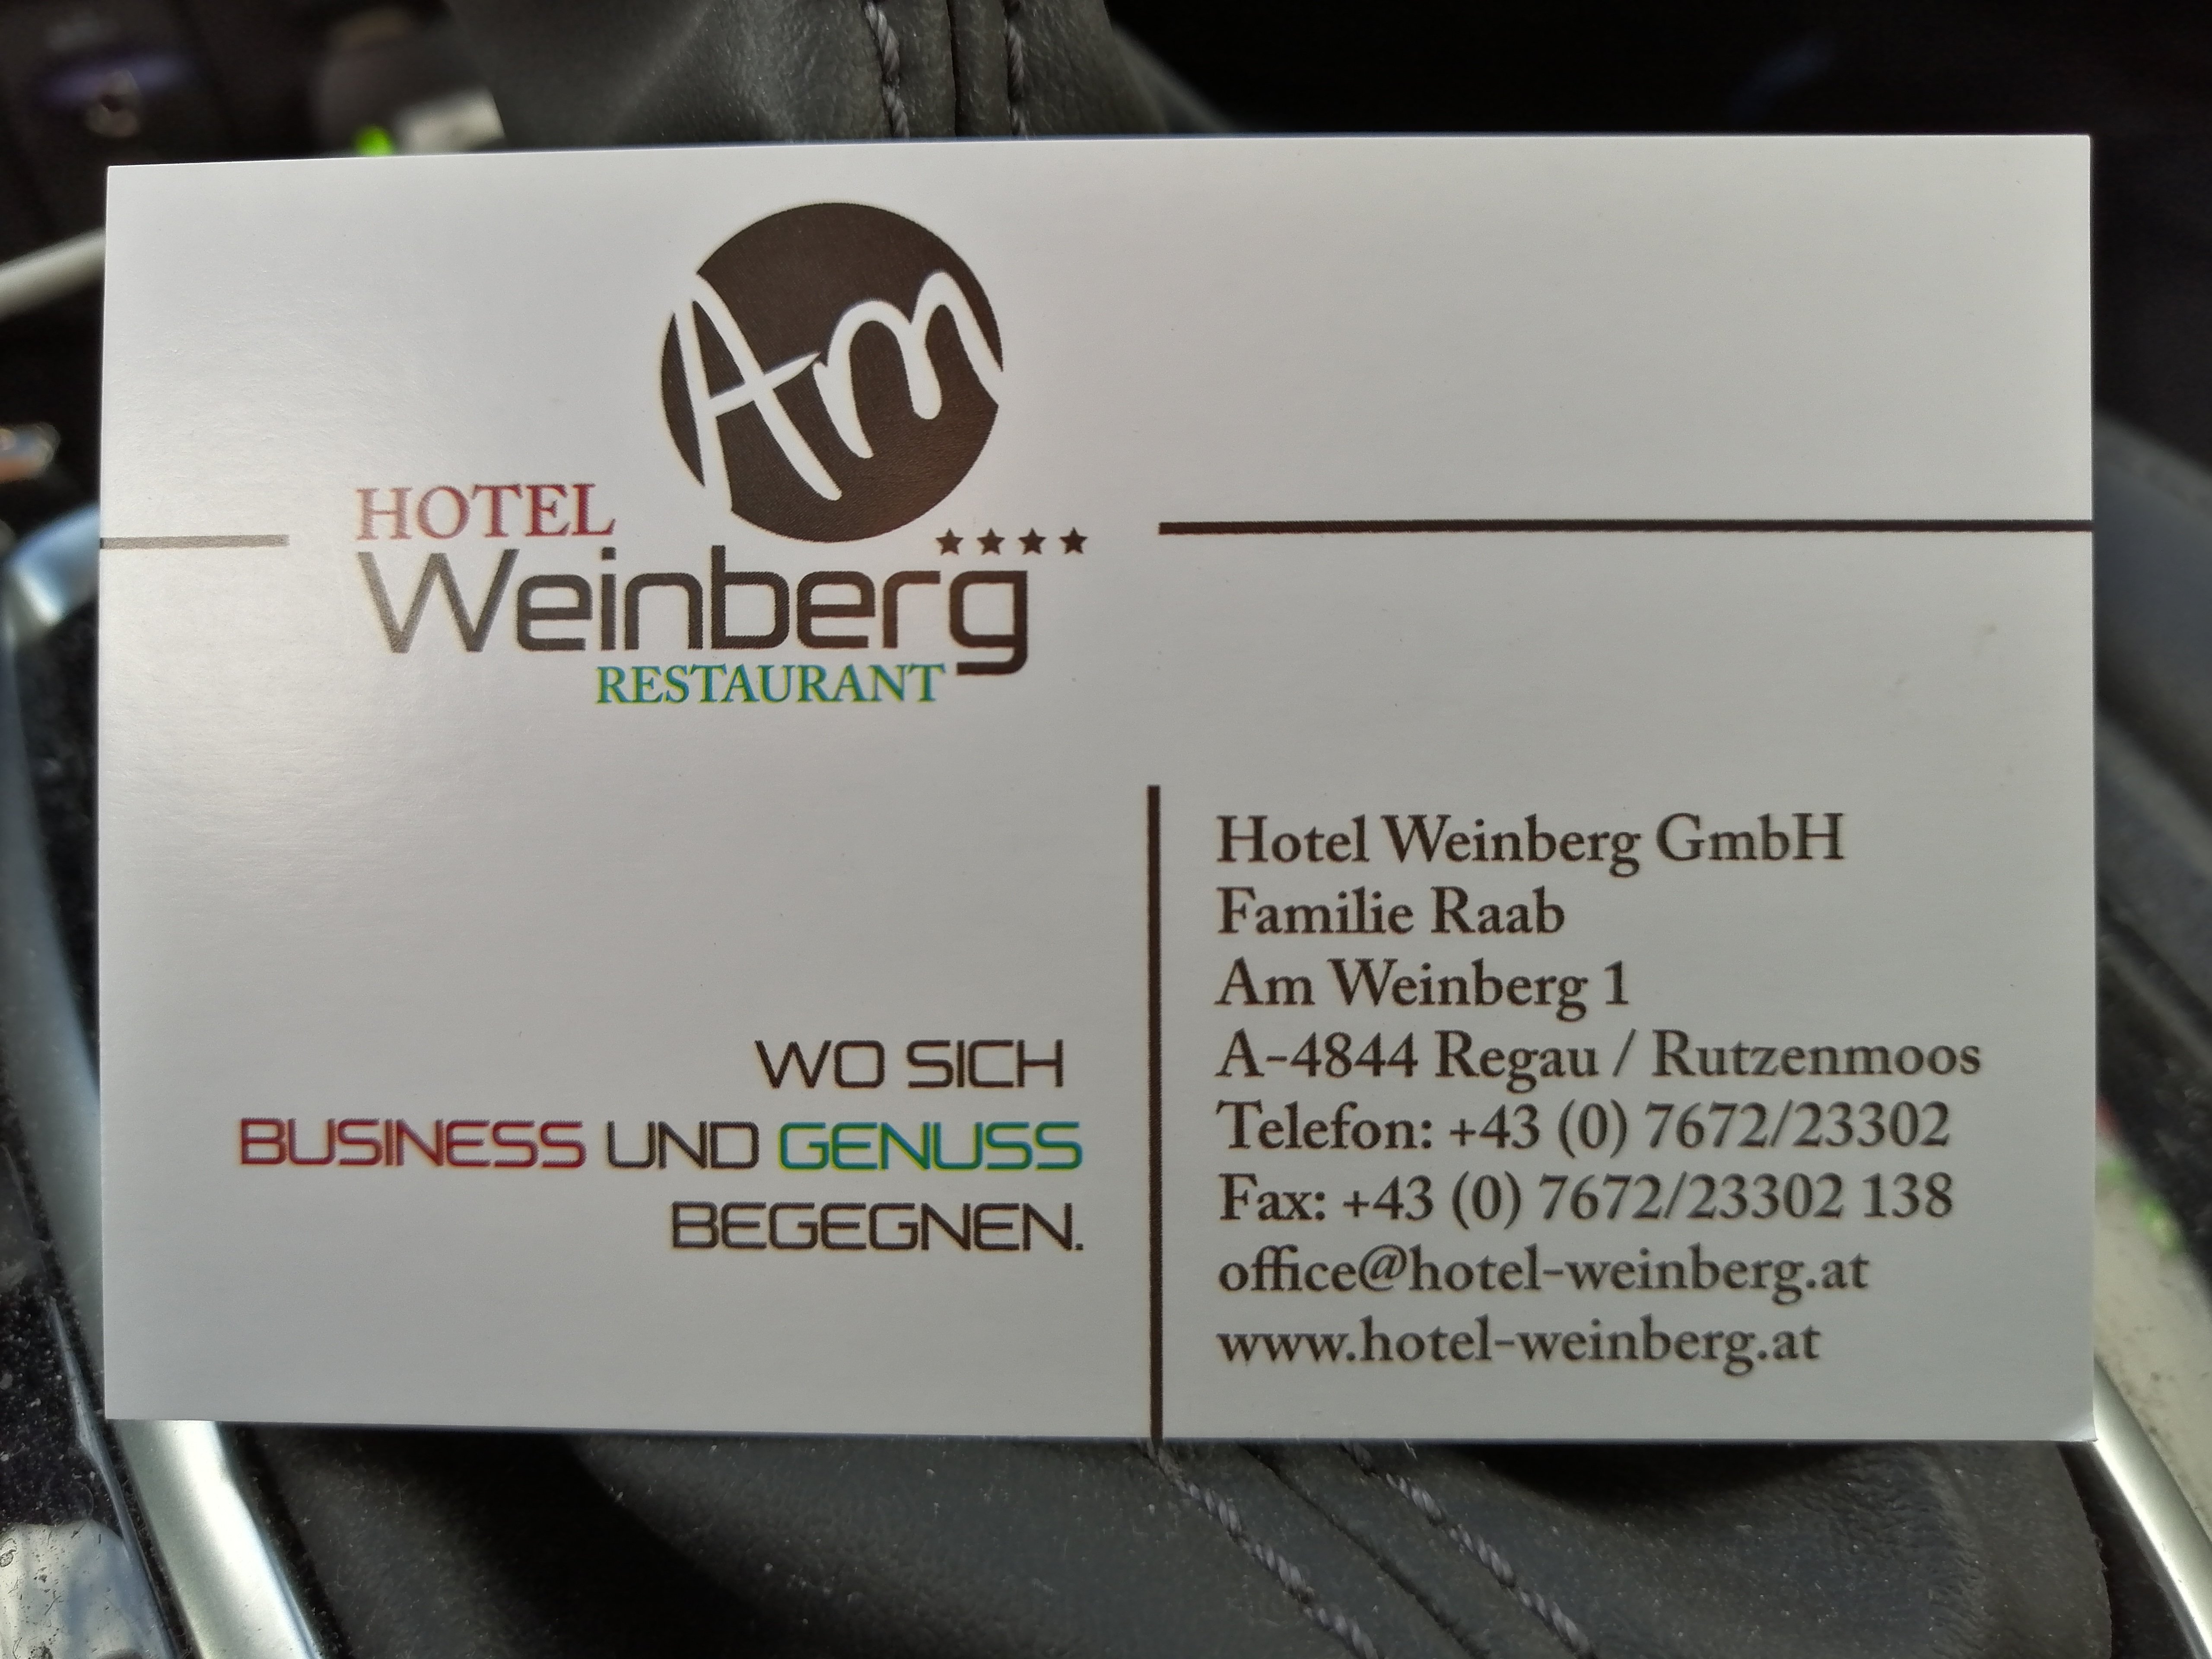 Am
HOTEL
★★★★
Weinberg
RESTAURANT
WO SICH
BUSINESS UND GENUSS
BEGEGNEN.
Hotel Weinberg GmbH
Familie Raab
Am Weinberg 1
A-4844 Regau / Rutzenmoos
Telefon: +43 (0) 7672/23302
Fax: +43 (0) 7672/23302 138
office@hotel-weinberg.at
www.hotel-weinberg.at